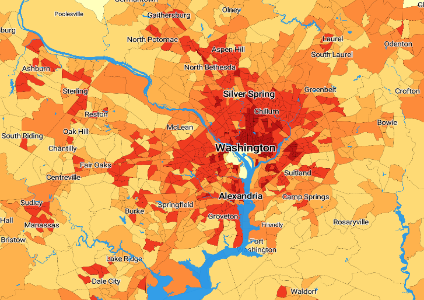 Poolesville
Gaithersburg
Olney
burg
North Potomac
Aspen Hill
Laurel
Odenton
South Laure
Ashburn
North Bethesda
Sterling
Silver Spring
Greenbelt
Crofton
Reston
Chillum
South Riding
Oak Hill
McLean
Bowie
Chantilly
Washington
Fair Oaks
Centreville
Suitland
Sudley
Alexandria
Camp Springs
Burke
Springfield
Hall
Manassas
Groveton
Rosaryville
Bristow
Fort
shington
Lake Ridge
Dale City
Waldorf